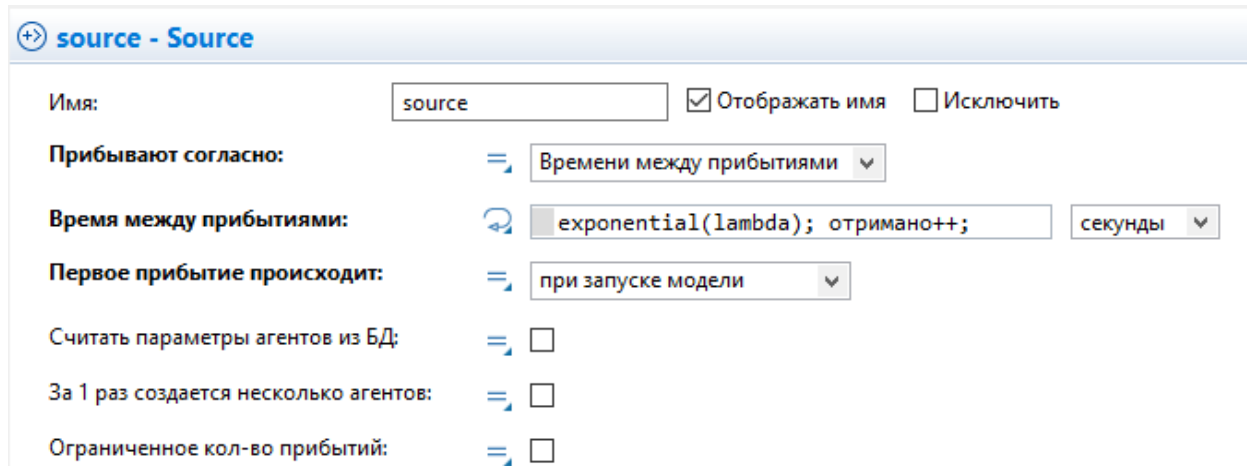 source - Source
Имя: source Отображать имя Исключить
Прибывают согласно: Времени между прибытиями
Время между прибытиями: exponential(lambda); отримано++; секунды
Первое прибытие происходит: при запуске модели
Считать параметры агентов из БД:
За 1 раз создается несколько агентов:
Ограниченное кол-во прибытий: